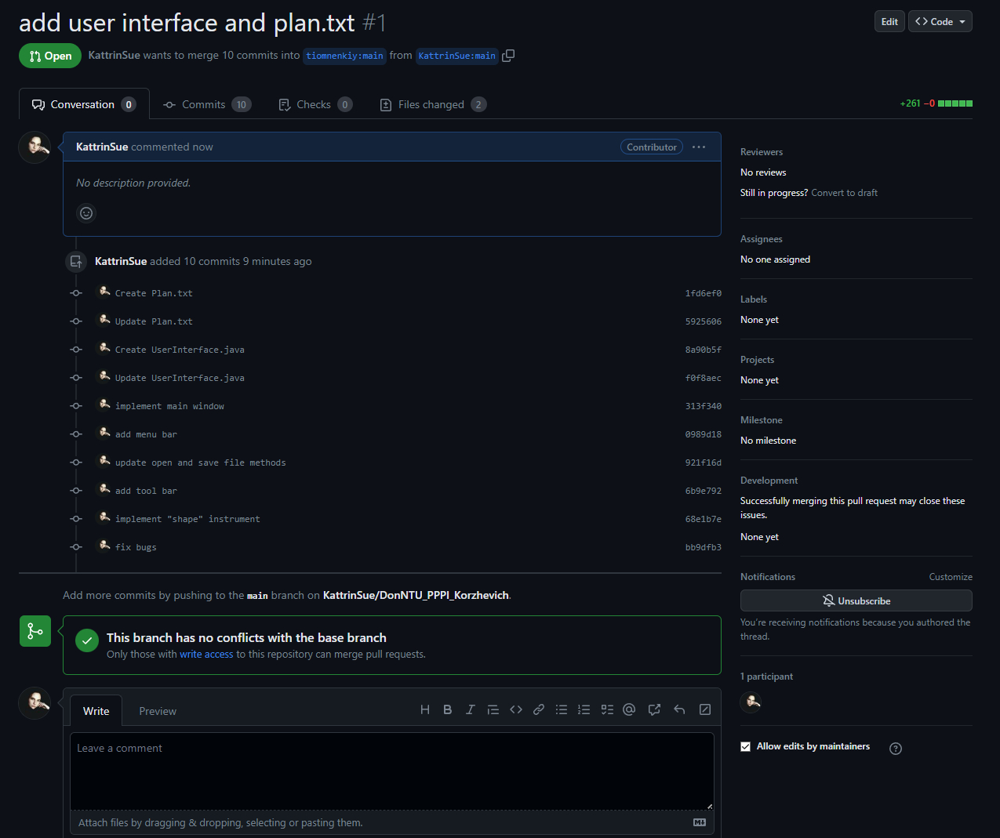 add user interface and plan.txt #1
Edit
<> Code
Open
KattrinSue wants to merge 10 commits into tiomnenkiy:main from KattrinSue:main
Conversation 0
Commits 10
Checks 0
Files changed 2
+261 −0
KattrinSue commented now
Contributor
No description provided.
KattrinSue added 10 commits 9 minutes ago
Create Plan.txt 1fd6ef0
Update Plan.txt 5925606
Create UserInterface.java 8a90b5f
Update UserInterface.java f0f8aec
implement main window 313f340
add menu bar 0989d18
update open and save file methods 921f16d
add tool bar 6b9e792
implement "shape" instrument 68e1b7e
fix bugs bb9dfb3
Add more commits by pushing to the main branch on KattrinSue/DonNTU_PPPI_Korzhevich.
This branch has no conflicts with the base branch
Only those with write access to this repository can merge pull requests.
Write
Preview
Leave a comment
Attach files by dragging & dropping, selecting or pasting them.
Reviewers
No reviews
Still in progress? Convert to draft
Assignees
No one assigned
Labels
None yet
Projects
None yet
Milestone
No milestone
Development
Successfully merging this pull request may close these
issues.
None yet
Notifications
Customize
Unsubscribe
You're receiving notifications because you authored the
thread.
1 participant
Allow edits by maintainers